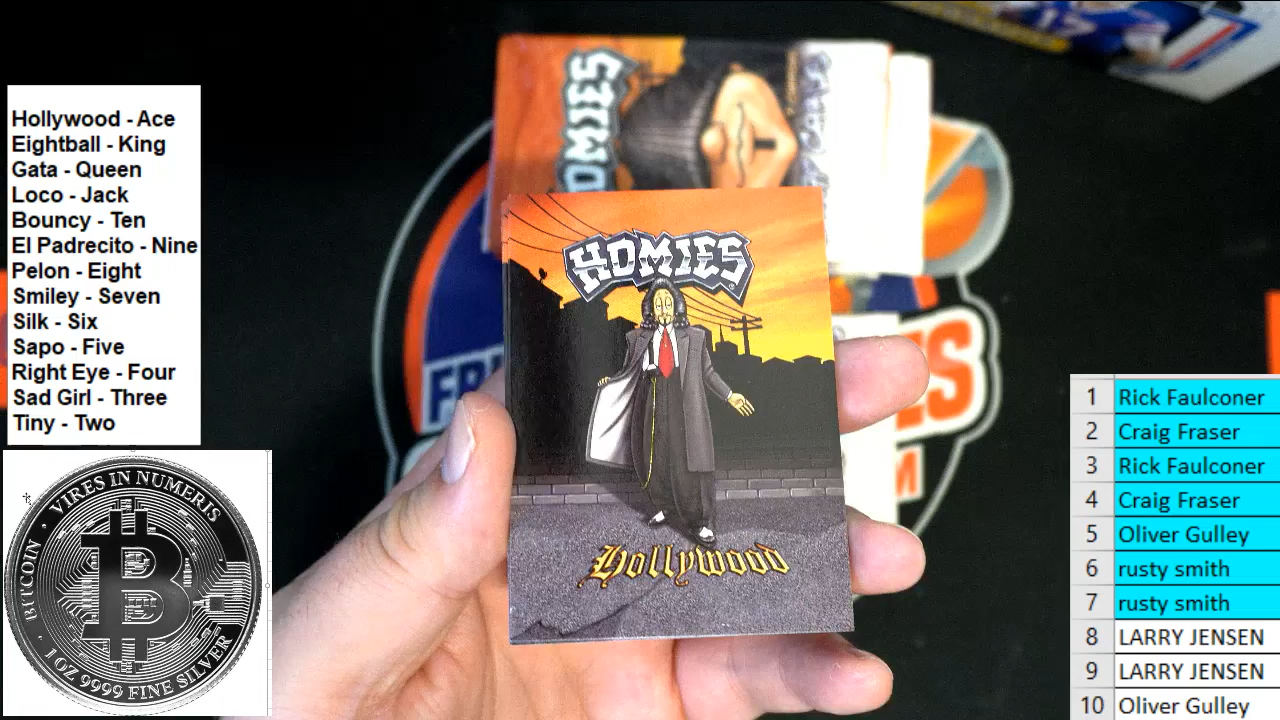 Hollywood - Ace
Eightball - King
Gata - Queen
Loco - Jack
Bouncy - Ten
El Padrecito - Nine
Pelon - Eight
Smiley - Seven
Silk - Six
Sapo - Five
Right Eye - Four
Sad Girl - Three
Tiny - Two
VIRES IN NUMERIS
BITCOIN
1 OZ 9999 FINE SILVER
HOMIES
HOMIES
Hollywood
17
1 Rick Faulconer
2 Craig Fraser
3 Rick Faulconer
4 Craig Fraser
5 Oliver Gulley
6 rusty smith
7 rusty smith
8 LARRY JENSEN
9 LARRY JENSEN
10 Oliver Gulley